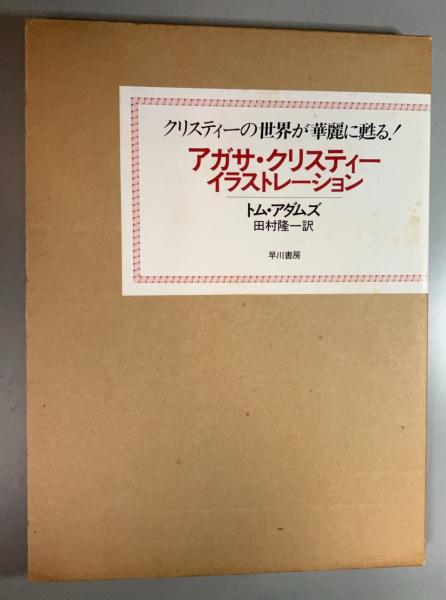 クリスティーの世界が華麗に甦る！
アガサ・クリスティー
イラストレーション
トム・アダムズ
田村隆一訳
早川書房